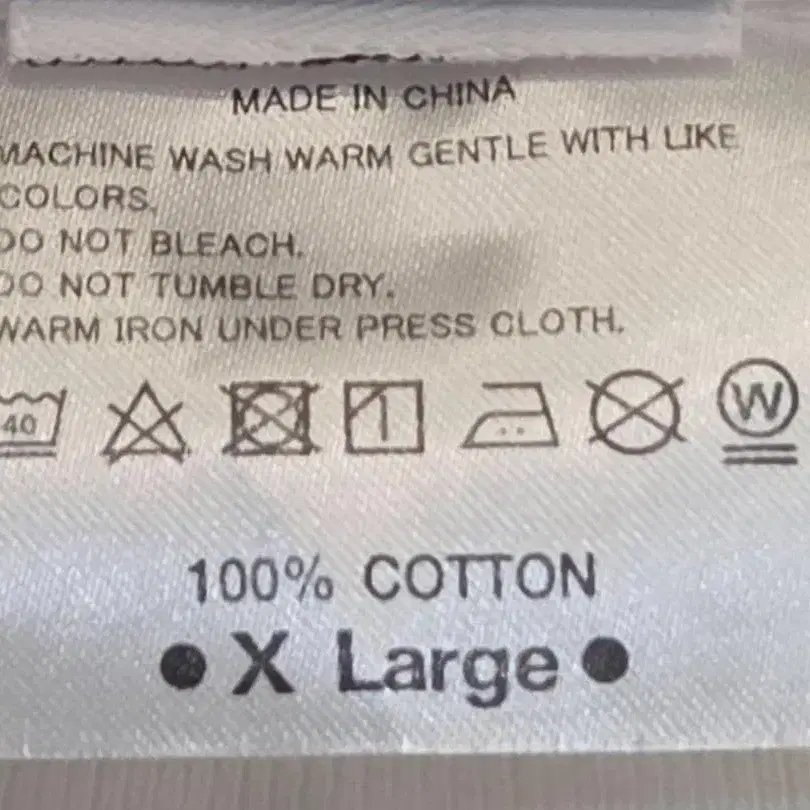 MADE IN CHINA
MACHINE WASH WARM GENTLE WITH LIKE
COLORS.
DO NOT BLEACH.
DO NOT TUMBLE DRY.
WARM IRON UNDER PRESS CLOTH.
40 W
100% COTTON
• X Large •